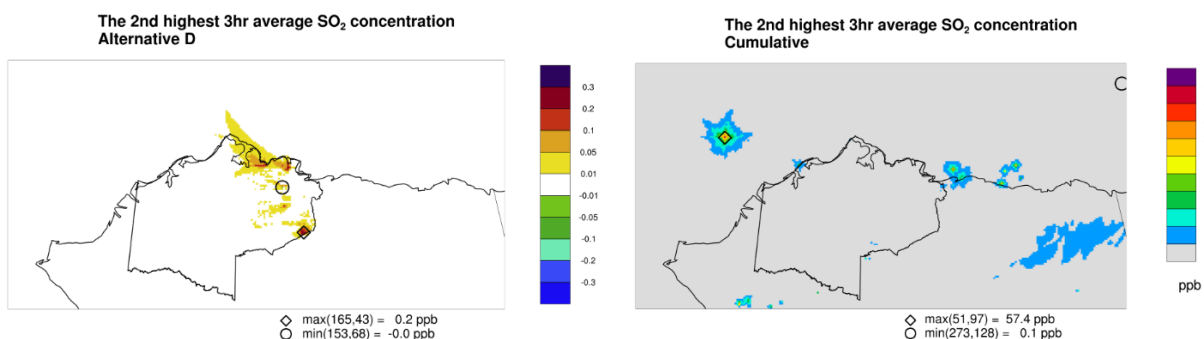 The 2nd highest 3hr average SO₂ concentration
Alternative D
0.3
0.2
0.1
0.05
0.01
-0.01
-0.05
-0.1
-0.2
-0.3
max(165,43) = 0.2 ppb
min(153,68) = -0.0 ppb
The 2nd highest 3hr average SO₂ concentration
Cumulative
ppb
max(51,97) = 57.4 ppb
min(273,128) = 0.1 ppb